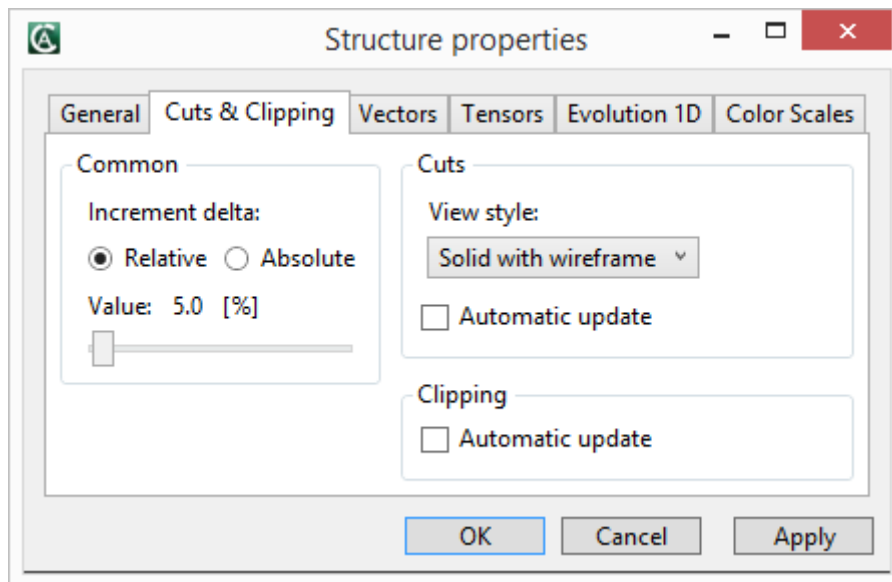 Structure properties
General Cuts & Clipping Vectors Tensors Evolution 1D Color Scales
Common
Increment delta:
Relative Absolute
Value: 5.0 [%]
Cuts
View style:
Solid with wireframe
Automatic update
Clipping
Automatic update
OK Cancel Apply